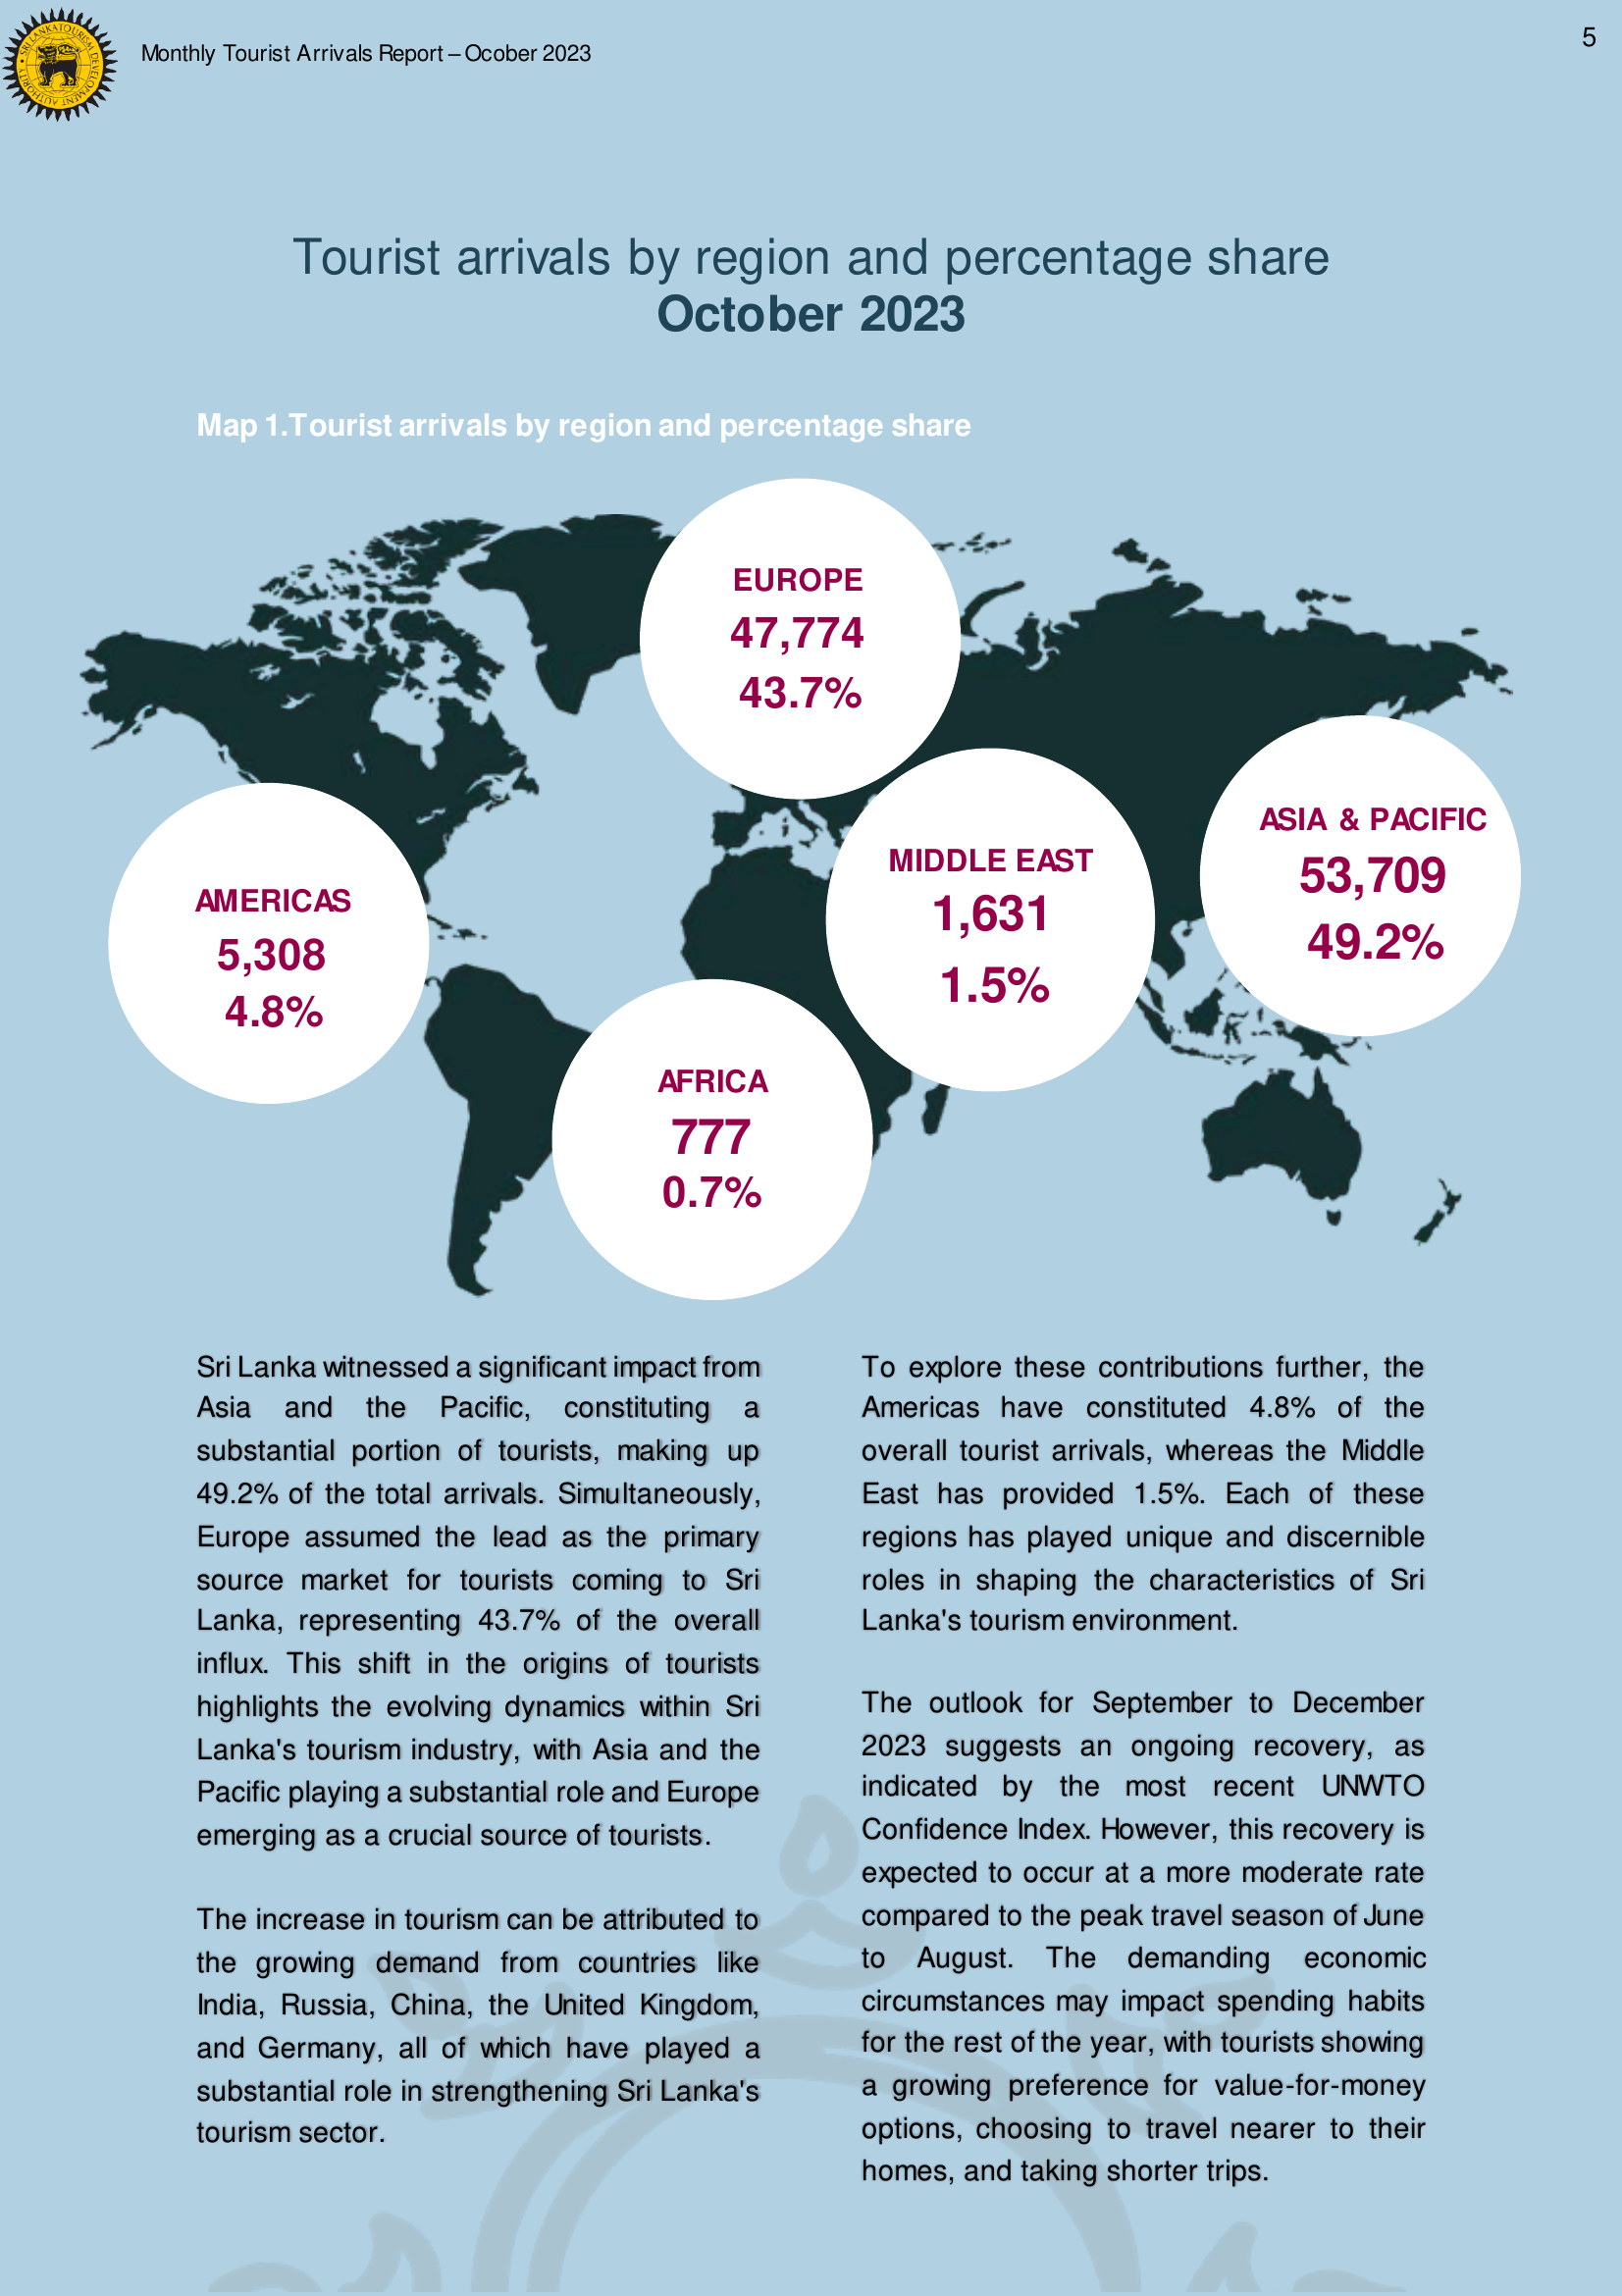 SRI LANKA TOURISM DEVELOPMENT AUTHORITY
Monthly Tourist Arrivals Report – Ocober 2023
5
Tourist arrivals by region and percentage share
October 2023
Map 1.Tourist arrivals by region and percentage share
EUROPE
47,774
43.7%
ASIA & PACIFIC
53,709
49.2%
MIDDLE EAST
1,631
1.5%
AMERICAS
5,308
4.8%
AFRICA
777
0.7%
Sri Lanka witnessed a significant impact from
Asia and the Pacific, constituting a
substantial portion of tourists, making up
49.2% of the total arrivals. Simultaneously,
Europe assumed the lead as the primary
source market for tourists coming to Sri
Lanka, representing 43.7% of the overall
influx. This shift in the origins of tourists
highlights the evolving dynamics within Sri
Lanka's tourism industry, with Asia and the
Pacific playing a substantial role and Europe
emerging as a crucial source of tourists.
The increase in tourism can be attributed to
the growing demand from countries like
India, Russia, China, the United Kingdom,
and Germany, all of which have played a
substantial role in strengthening Sri Lanka's
tourism sector.
To explore these contributions further, the
Americas have constituted 4.8% of the
overall tourist arrivals, whereas the Middle
East has provided 1.5%. Each of these
regions has played unique and discernible
roles in shaping the characteristics of Sri
Lanka's tourism environment.
The outlook for September to December
2023 suggests an ongoing recovery, as
indicated by the most recent UNWTO
Confidence Index. However, this recovery is
expected to occur at a more moderate rate
compared to the peak travel season of June
to August. The demanding economic
circumstances may impact spending habits
for the rest of the year, with tourists showing
a growing preference for value-for-money
options, choosing to travel nearer to their
homes, and taking shorter trips.